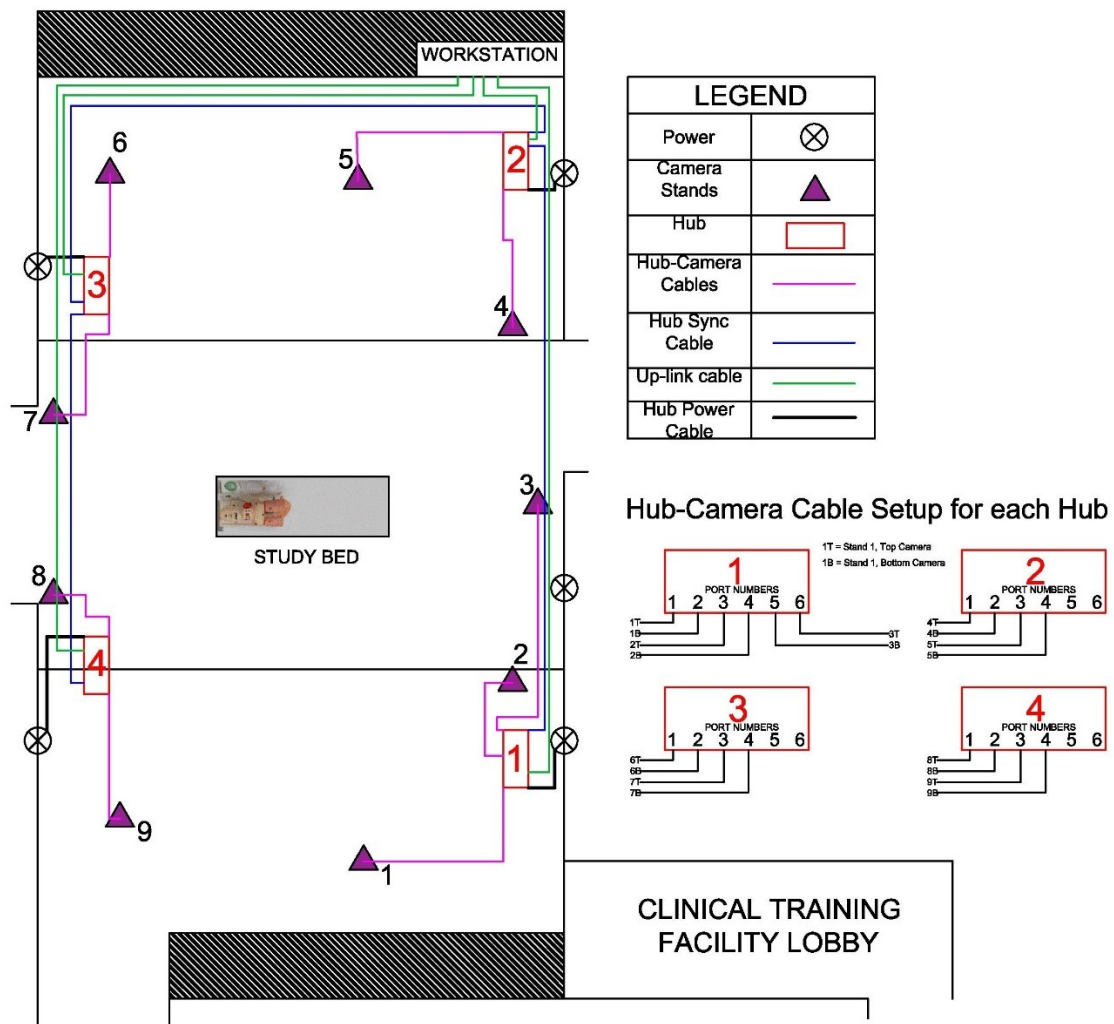 WORKSTATION
6
5
2
3
4
7
3
STUDY BED
8
4
2
1
9
1
LEGEND
Power
Camera
Stands
Hub
Hub-Camera
Cables
Hub Sync
Cable
Up-link cable
Hub Power
Cable
Hub-Camera Cable Setup for each Hub
1T = Stand 1, Top Camera
1B = Stand 1, Bottom Camera
1
PORT NUMBERS
1 2 3 4 5 6
1T
1B
2T
2B
3T
3B
2
PORT NUMBERS
1 2 3 4 5 6
4T
4B
5T
5B
3
PORT NUMBERS
1 2 3 4 5 6
6T
6B
7T
7B
4
PORT NUMBERS
1 2 3 4 5 6
8T
8B
9T
9B
CLINICAL TRAINING
FACILITY LOBBY